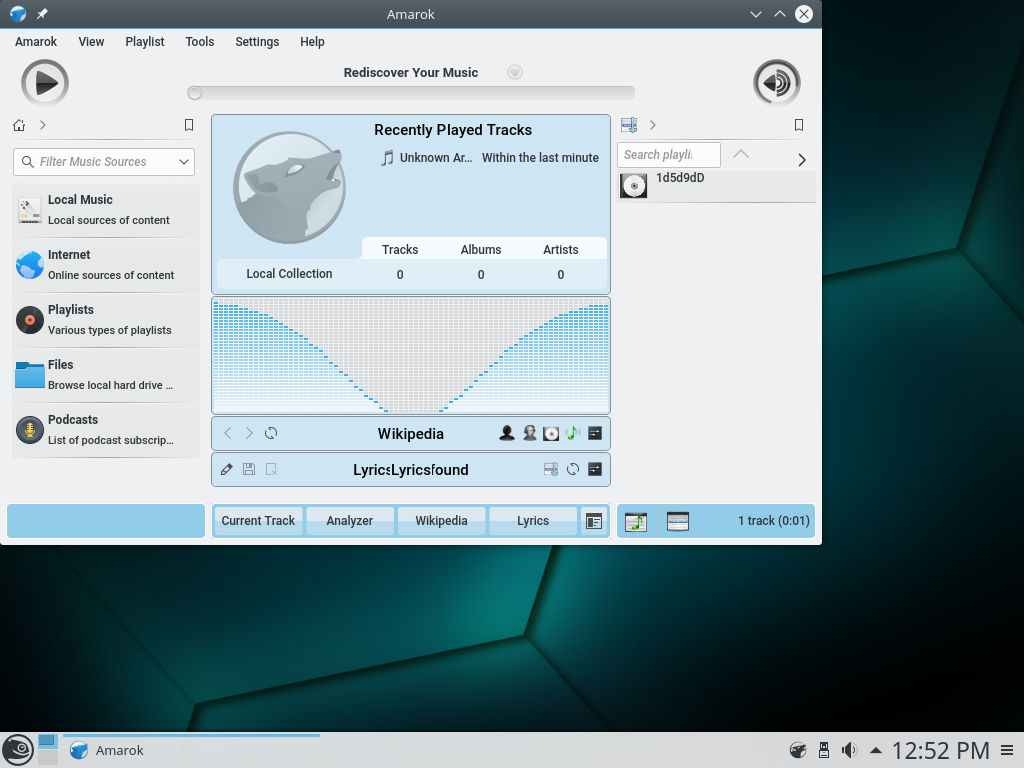 Amarok
Amarok View Playlist Tools Settings Help
Rediscover Your Music
Filter Music Sources
Local Music
Local sources of content
Internet
Online sources of content
Playlists
Various types of playlists
Files
Browse local hard drive ...
Podcasts
List of podcast subscrip...
Recently Played Tracks
Unknown Ar... Within the last minute
Tracks Albums Artists
Local Collection 0 0 0
Wikipedia
LyricsLyricsfound
Current Track Analyzer Wikipedia Lyrics
Search playli
1d5d9dD
1 track (0:01)
Amarok
12:52 PM